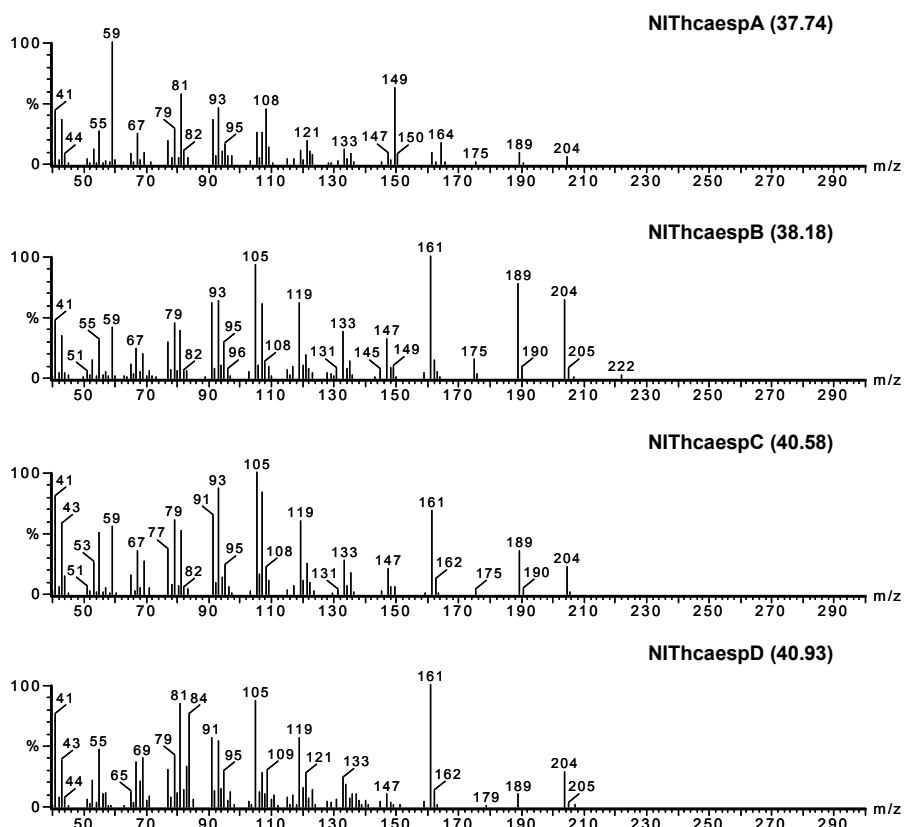 NIThcaespA (37.74)
100 59
81 149
% 41 79 93 108
44 55 67 82 95 121 133 147 150 164 175 189 204
0 m/z
50 70 90 110 130 150 170 190 210 230 250 270 290
NIThcaespB (38.18)
100 105 161
189 204
% 41 55 59 79 93 119
51 67 82 95 96 108 131 133 145 147 149 175 190 205 222
0 m/z
50 70 90 110 130 150 170 190 210 230 250 270 290
NIThcaespC (40.58)
100 105
41 43 91 93 161
% 53 59 77 79 119
51 67 82 95 108 131 133 147 162 175 189 190 204
0 m/z
50 70 90 110 130 150 170 190 210 230 250 270 290
NIThcaespD (40.93)
100 81 84 105 161
41 91 119
% 43 55 69 79
44 65 95 109 121 133 147 162 179 189 204 205
0 m/z
50 70 90 110 130 150 170 190 210 230 250 270 290